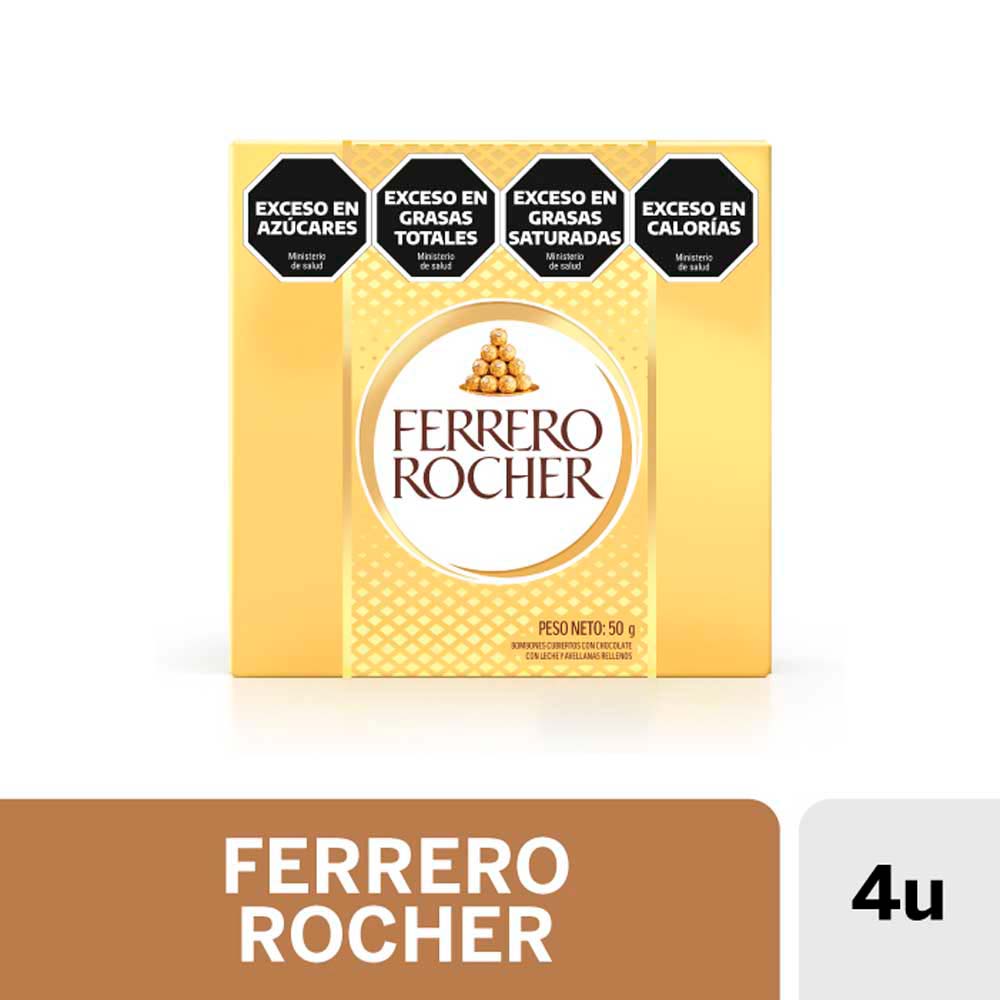 EXCESO EN
AZÚCARES
Ministerio
de salud
EXCESO EN
GRASAS
TOTALES
Ministerio
de salud
EXCESO EN
GRASAS
SATURADAS
Ministerio
de salud
EXCESO EN
CALORÍAS
Ministerio
de salud
FERRERO
ROCHER
PESO NETO: 50 g
BOMBONES CUBIERTOS CON CHOCOLATE
CON LECHE Y AVELLANAS RELLENOS
FERRERO
ROCHER
4u